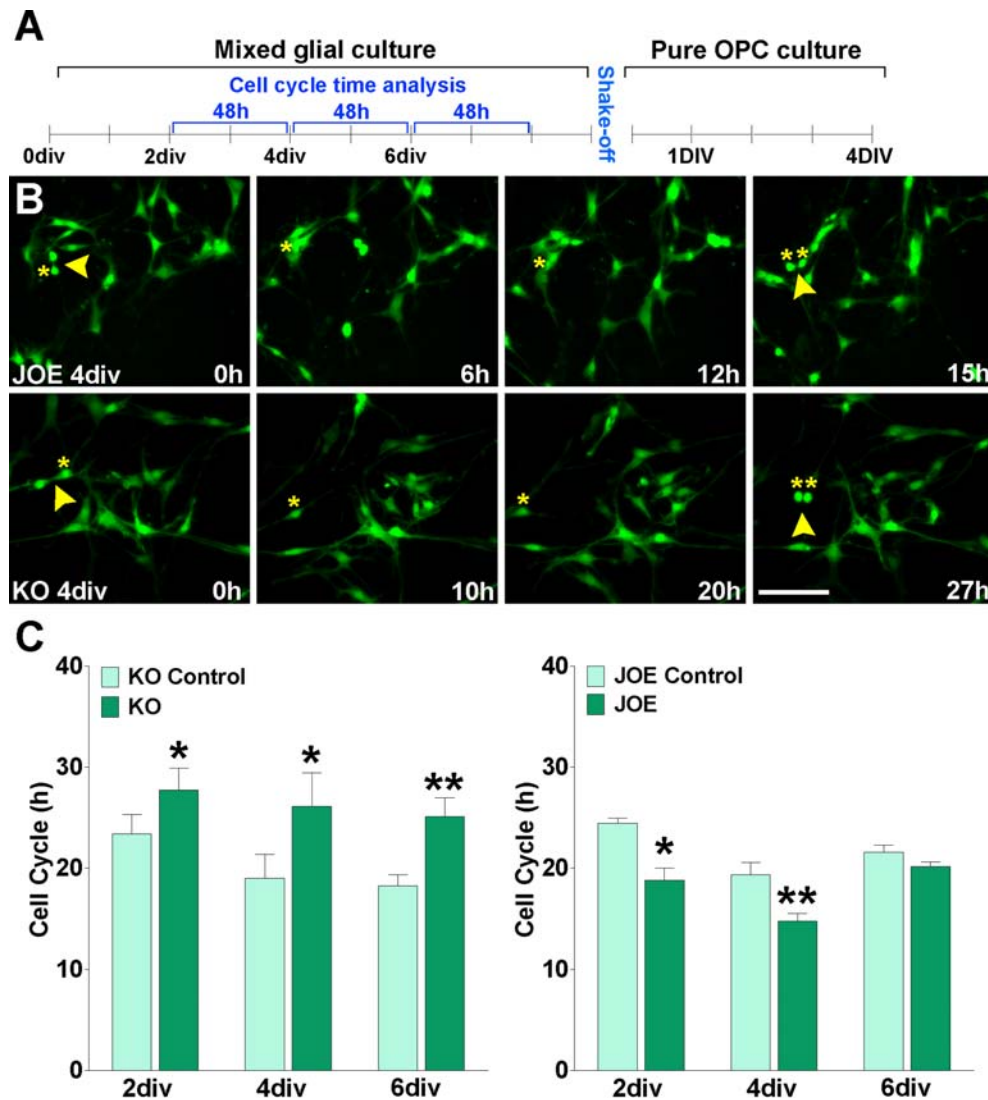 A
Mixed glial culture
Pure OPC culture
Cell cycle time analysis
48h 48h 48h
Shake-off
0div 2div 4div 6div 1DIV 4DIV
B
* * * **
JOE 4div 0h 6h 12h 15h
* * * **
KO 4div 0h 10h 20h 27h
C
40 30 20 10 0
Cell Cycle (h)
KO Control
KO
* * **
2div 4div 6div
40 30 20 10 0
Cell Cycle (h)
JOE Control
JOE
* **
2div 4div 6div